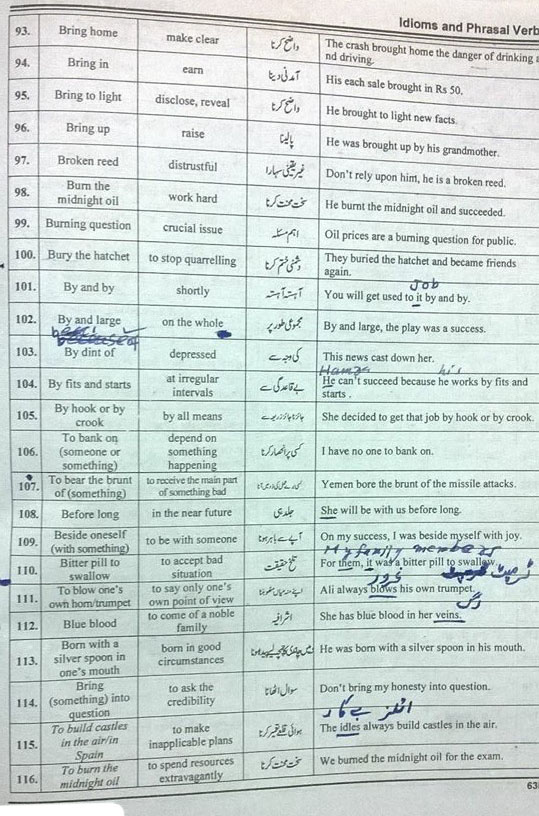 Idioms and Phrasal Verb
93. Bring home make clear واضح کرنا The crash brought home the danger of drinking a
nd driving.
94. Bring in earn آمدنی دینا His each sale brought in Rs 50.
95. Bring to light disclose, reveal واضح کرنا He brought to light new facts.
96. Bring up raise پالنا He was brought up by his grandmother.
97. Broken reed distrustful غیر یقینی سہارا Don't rely upon him, he is a broken reed.
98. Burn the
midnight oil work hard سخت محنت کرنا He burnt the midnight oil and succeeded.
99. Burning question crucial issue اہم مسئلہ Oil prices are a burning question for public.
100. Bury the hatchet to stop quarrelling دشمنی ختم کرنا They buried the hatchet and became friends
again.
Job
101. By and by shortly آہستہ آہستہ You will get used to it by and by.
102. By and large on the whole مجموعی طور پر By and large, the play was a success.
103. By dint of depressed کی وجہ سے This news cast down her.
Hamza his
104. By fits and starts at irregular
intervals بے قاعدگی سے He can't succeed because he works by fits and
starts .
105. By hook or by
crook by all means جائز ناجائز ذریعے She decided to get that job by hook or by crook.
106. To bank on
(someone or
something) depend on
something
happening کسی پر انحصار کرنا I have no one to bank on.
107. To bear the brunt
of (something) to receive the main part
of something bad Yemen bore the brunt of the missile attacks.
108. Before long in the near future جلد ہی She will be with us before long.
109. Beside oneself
(with something) to be with someone آپے سے باہر ہونا On my success, I was beside myself with joy.
My family members
110. Bitter pill to
swallow to accept bad
situation تلخ حقیقت For them, it was a bitter pill to swallow.
111. To blow one's
own horn/trumpet to say only one's
own point of view اپنے منہ میاں مٹھو بننا Ali always blows his own trumpet.
رگ
112. Blue blood to come of a noble
family اشرافیہ She has blue blood in her veins.
113. Born with a
silver spoon in
one's mouth born in good
circumstances He was born with a silver spoon in his mouth.
114. Bring
(something) into
question to ask the
credibility سوال اٹھانا Don't bring my honesty into question.
115. To build castles
in the air/in
Spain to make
inapplicable plans ہوائی قلعے تعمیر کرنا The idles always build castles in the air.
116. To burn the
midnight oil to spend resources
extravagantly سخت محنت کرنا We burned the midnight oil for the exam.
63